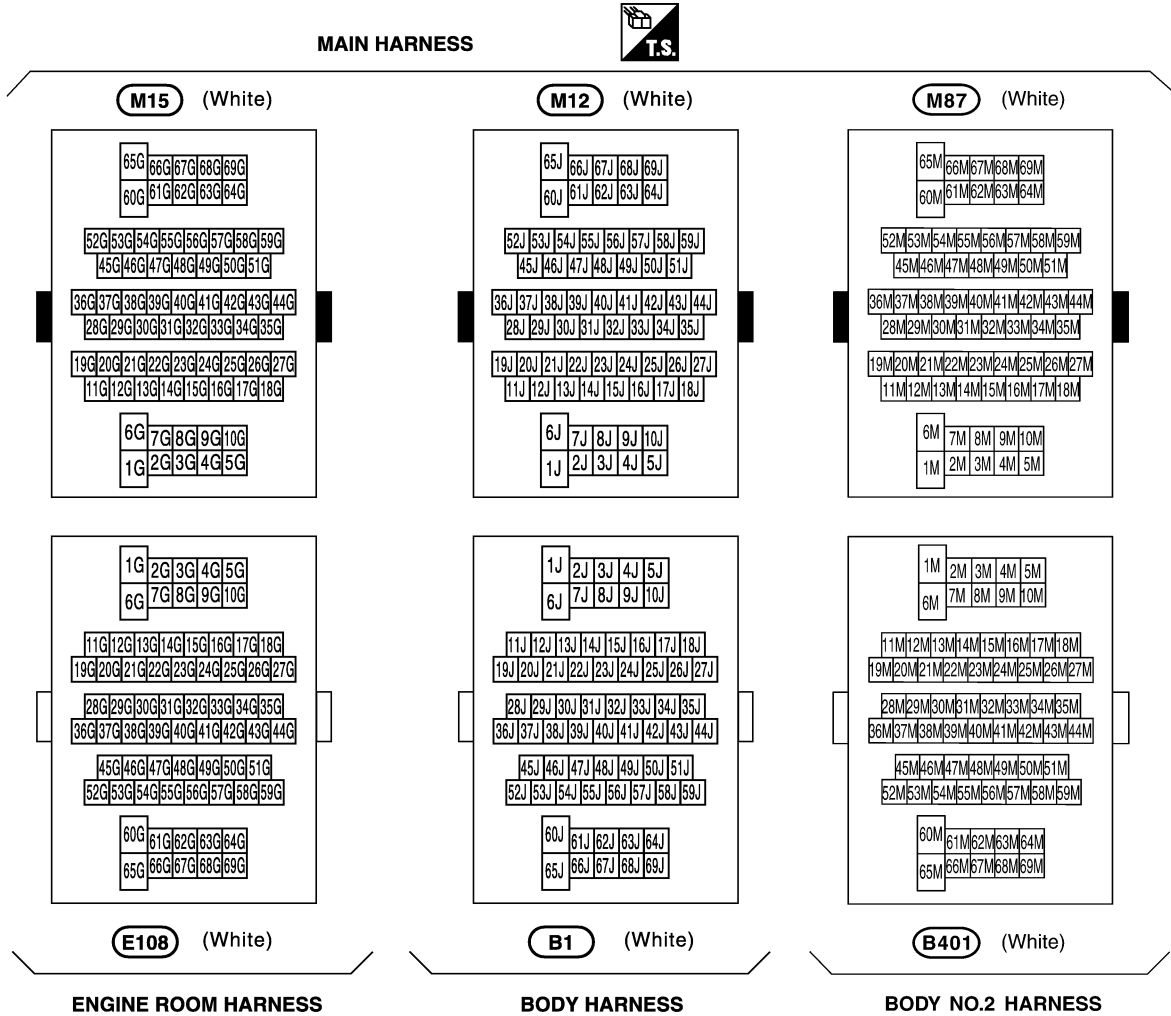 MAIN HARNESS
T.S.
M15 (White) M12 (White) M87 (White)
65G 66G 67G 68G 69G 65J 66J 67J 68J 69J 65M 66M 67M 68M 69M
60G 61G 62G 63G 64G 60J 61J 62J 63J 64J 60M 61M 62M 63M 64M
52G 53G 54G 55G 56G 57G 58G 59G 52J 53J 54J 55J 56J 57J 58J 59J 52M 53M 54M 55M 56M 57M 58M 59M
45G 46G 47G 48G 49G 50G 51G 45J 46J 47J 48J 49J 50J 51J 45M 46M 47M 48M 49M 50M 51M
36G 37G 38G 39G 40G 41G 42G 43G 44G 36J 37J 38J 39J 40J 41J 42J 43J 44J 36M 37M 38M 39M 40M 41M 42M 43M 44M
28G 29G 30G 31G 32G 33G 34G 35G 28J 29J 30J 31J 32J 33J 34J 35J 28M 29M 30M 31M 32M 33M 34M 35M
19G 20G 21G 22G 23G 24G 25G 26G 27G 19J 20J 21J 22J 23J 24J 25J 26J 27J 19M 20M 21M 22M 23M 24M 25M 26M 27M
11G 12G 13G 14G 15G 16G 17G 18G 11J 12J 13J 14J 15J 16J 17J 18J 11M 12M 13M 14M 15M 16M 17M 18M
6G 7G 8G 9G 10G 6J 7J 8J 9J 10J 6M 7M 8M 9M 10M
1G 2G 3G 4G 5G 1J 2J 3J 4J 5J 1M 2M 3M 4M 5M
1G 2G 3G 4G 5G 1J 2J 3J 4J 5J 1M 2M 3M 4M 5M
6G 7G 8G 9G 10G 6J 7J 8J 9J 10J 6M 7M 8M 9M 10M
11G 12G 13G 14G 15G 16G 17G 18G 11J 12J 13J 14J 15J 16J 17J 18J 11M 12M 13M 14M 15M 16M 17M 18M
19G 20G 21G 22G 23G 24G 25G 26G 27G 19J 20J 21J 22J 23J 24J 25J 26J 27J 19M 20M 21M 22M 23M 24M 25M 26M 27M
28G 29G 30G 31G 32G 33G 34G 35G 28J 29J 30J 31J 32J 33J 34J 35J 28M 29M 30M 31M 32M 33M 34M 35M
36G 37G 38G 39G 40G 41G 42G 43G 44G 36J 37J 38J 39J 40J 41J 42J 43J 44J 36M 37M 38M 39M 40M 41M 42M 43M 44M
45G 46G 47G 48G 49G 50G 51G 45J 46J 47J 48J 49J 50J 51J 45M 46M 47M 48M 49M 50M 51M
52G 53G 54G 55G 56G 57G 58G 59G 52J 53J 54J 55J 56J 57J 58J 59J 52M 53M 54M 55M 56M 57M 58M 59M
60G 61G 62G 63G 64G 60J 61J 62J 63J 64J 60M 61M 62M 63M 64M
65G 66G 67G 68G 69G 65J 66J 67J 68J 69J 65M 66M 67M 68M 69M
E108 (White) B1 (White) B401 (White)
ENGINE ROOM HARNESS BODY HARNESS BODY NO.2 HARNESS